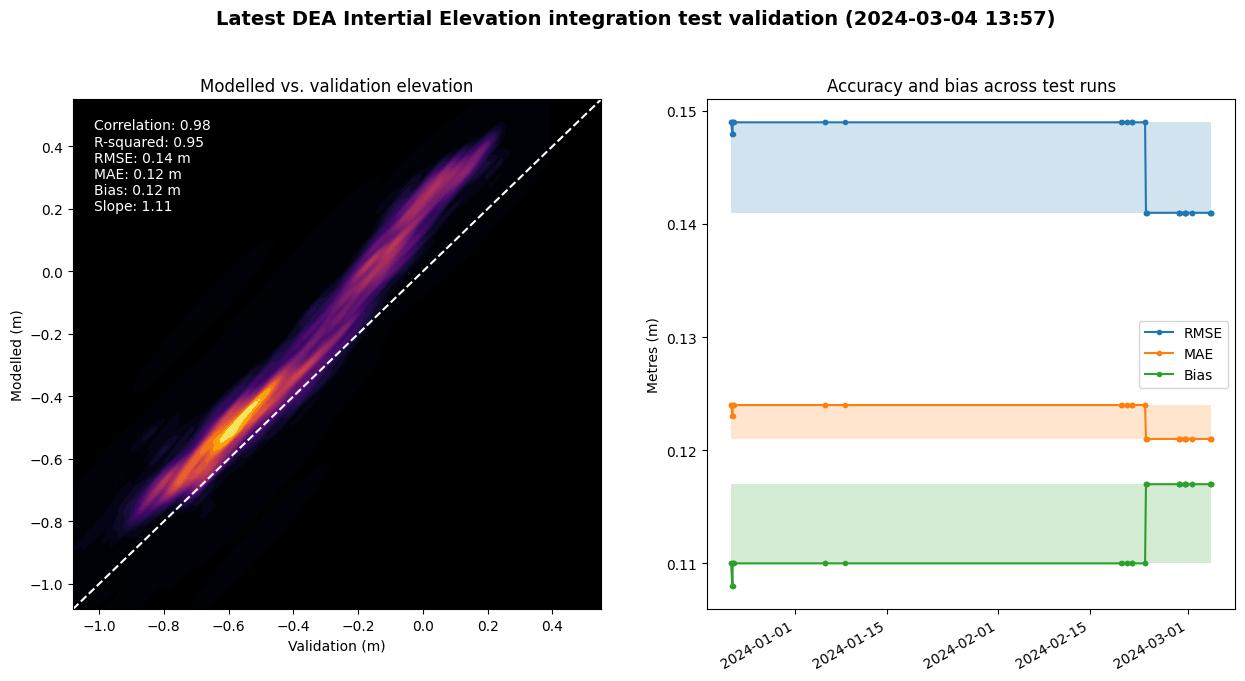 Latest DEA Intertial Elevation integration test validation (2024-03-04 13:57)
Modelled vs. validation elevation
Correlation: 0.98
R-squared: 0.95
RMSE: 0.14 m
MAE: 0.12 m
Bias: 0.12 m
Slope: 1.11
Modelled (m)
0.4
0.2
0.0
−0.2
−0.4
−0.6
−0.8
−1.0
−1.0 −0.8 −0.6 −0.4 −0.2 0.0 0.2 0.4
Validation (m)
Accuracy and bias across test runs
Metres (m)
0.15
0.14
0.13
0.12
0.11
RMSE
MAE
Bias
2024-01-01 2024-01-15 2024-02-01 2024-02-15 2024-03-01